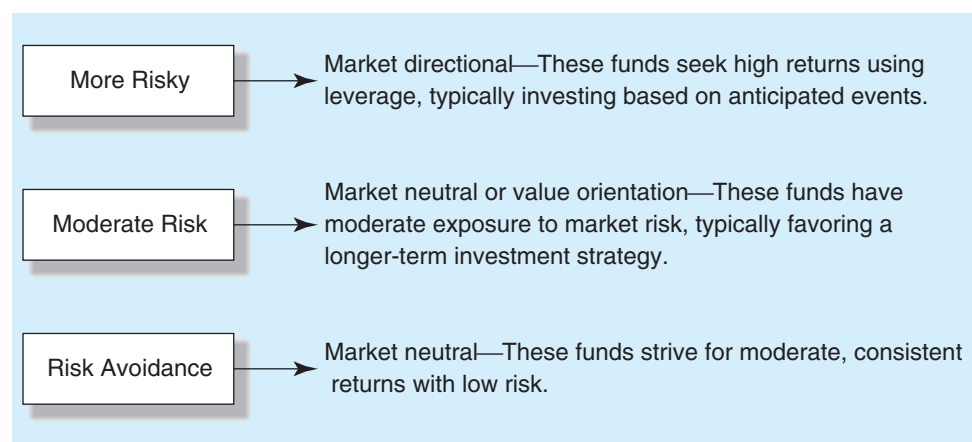 More Risky
Market directional—These funds seek high returns using
leverage, typically investing based on anticipated events.
Moderate Risk
Market neutral or value orientation—These funds have
moderate exposure to market risk, typically favoring a
longer-term investment strategy.
Risk Avoidance
Market neutral—These funds strive for moderate, consistent
returns with low risk.